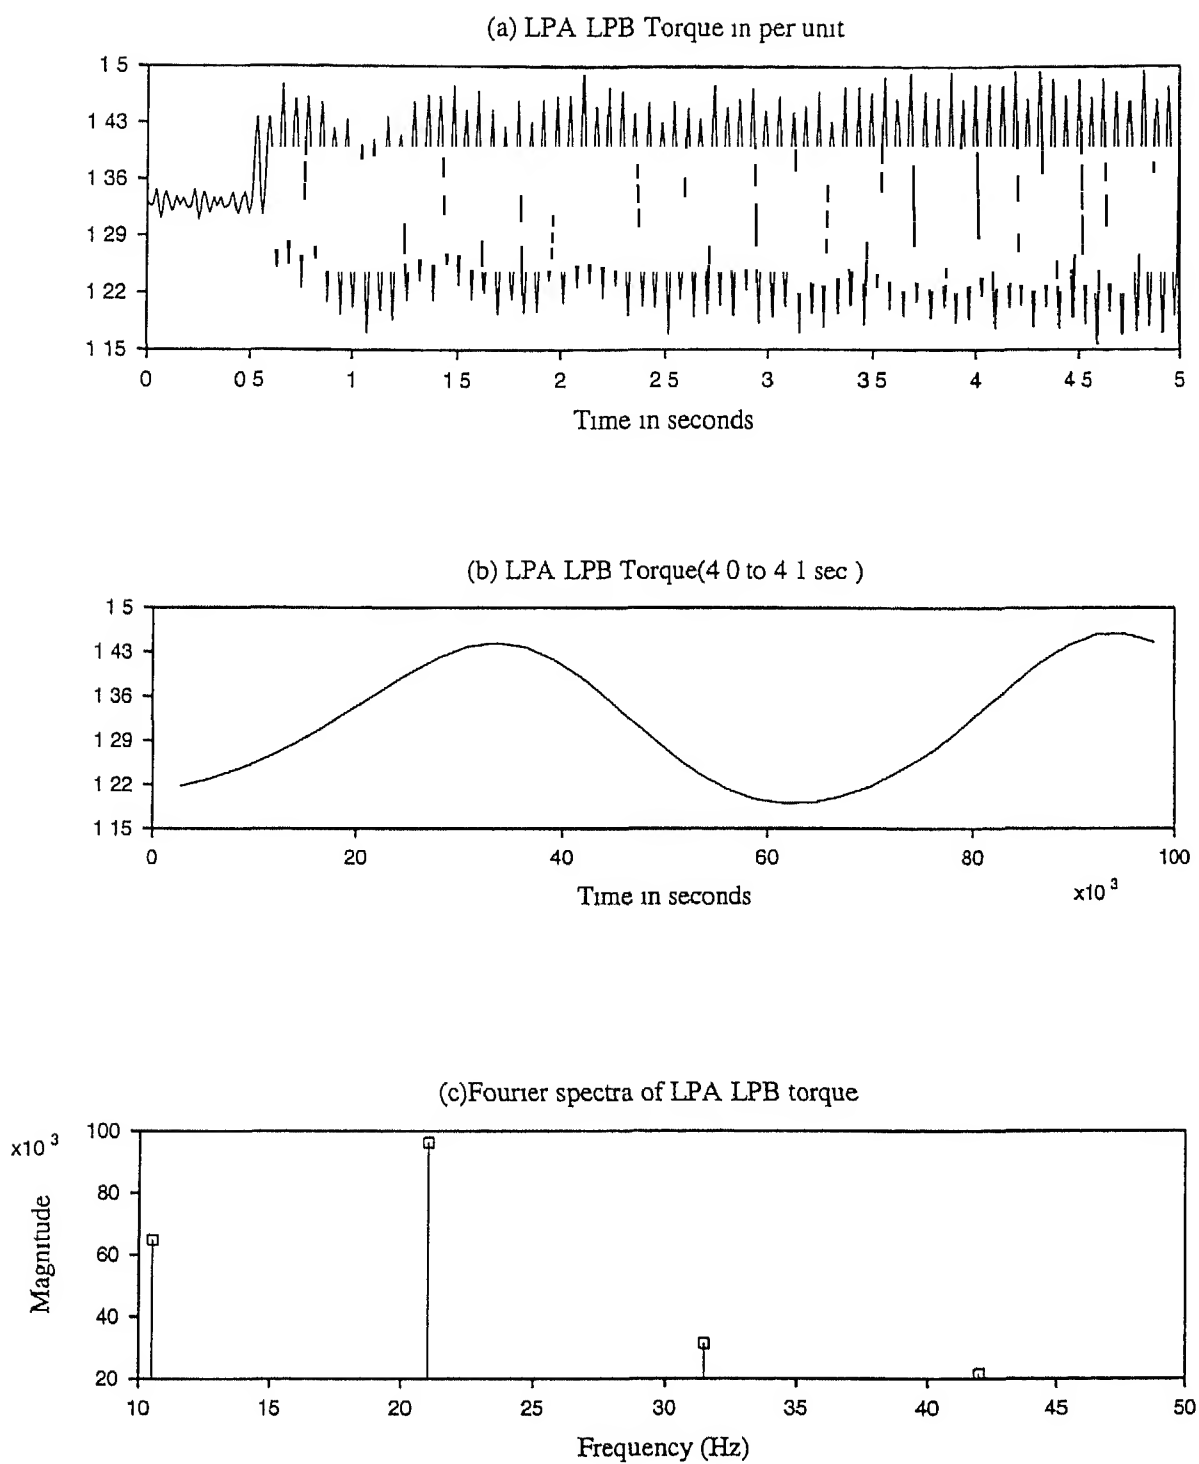 (a) LPA LPB Torque in per unit
1 5
1 43
1 36
1 29
1 22
1 15
0 0 5 1 1 5 2 2 5 3 3 5 4 4 5 5
Time in seconds
(b) LPA LPB Torque(4 0 to 4 1 sec )
1 5
1 43
1 36
1 29
1 22
1 15
0 20 40 60 80 100
Time in seconds
x10 3
(c)Fourier spectra of LPA LPB torque
x10 3
100
80
60
40
20
Magnitude
10 15 20 25 30 35 40 45 50
Frequency (Hz)